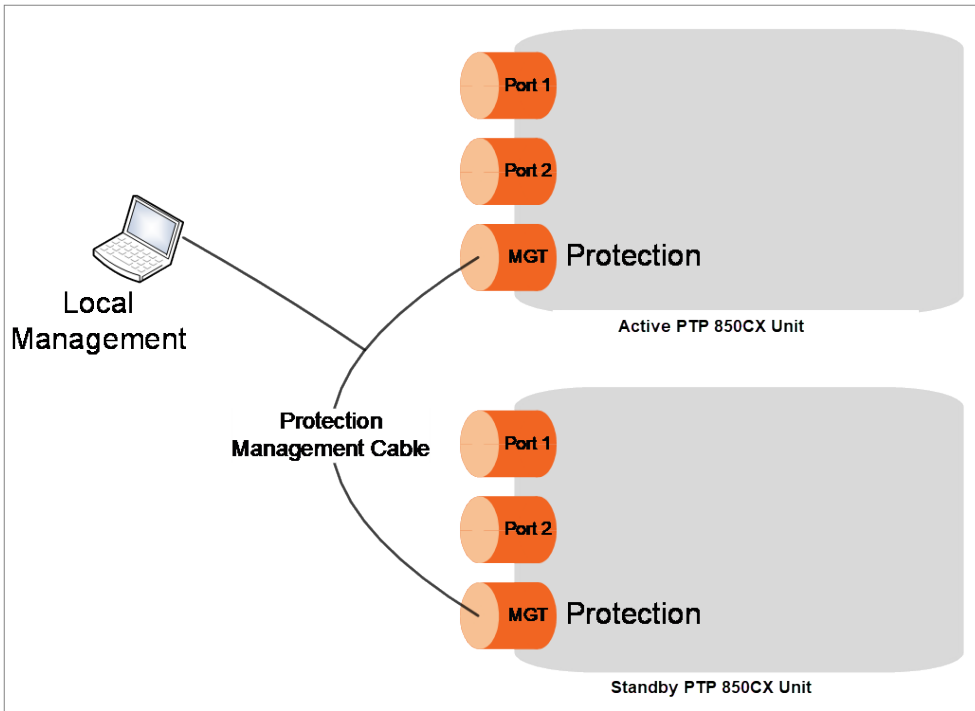 Port 1
Port 2
MGT Protection
Active PTP 850CX Unit
Local
Management
Protection
Management Cable
Port 1
Port 2
MGT Protection
Standby PTP 850CX Unit